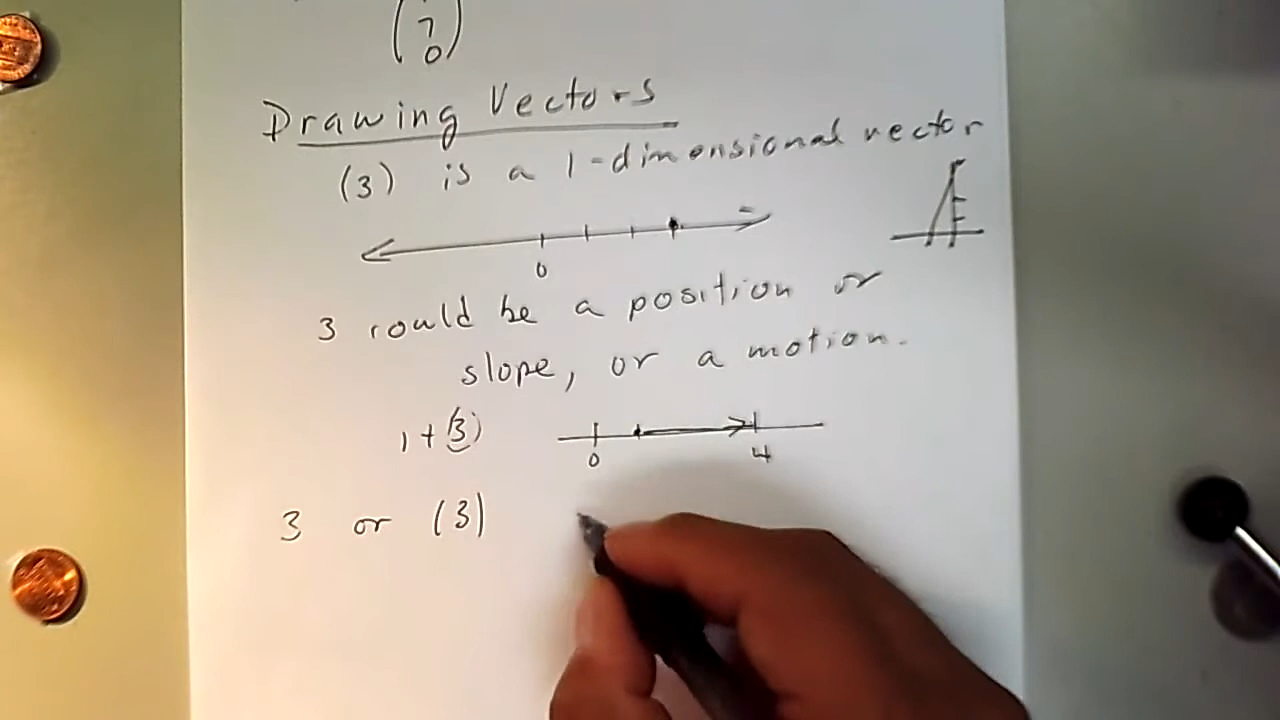 7
0
Drawing Vectors
(3) is a 1-dimensional vector
0
3 could be a position or
slope, or a motion.
1 + (3)
0 4
3 or (3)